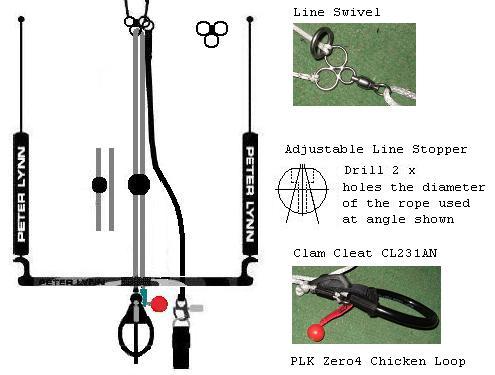 Line Swivel
Adjustable Line Stopper
Drill 2 x
holes the diameter
of the rope used
at angle shown
Clam Cleat CL231AN
PLK Zero4 Chicken Loop
PETER LYNN
PETER LYNN
PETER LYNN